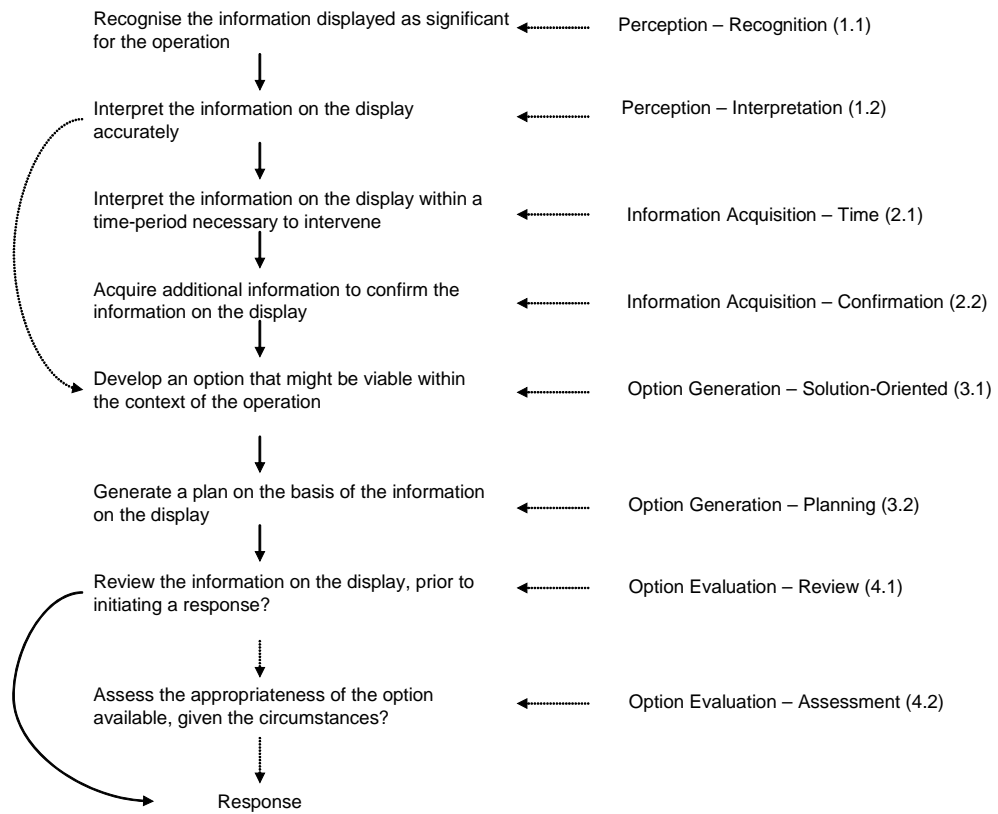 Recognise the information displayed as significant
for the operation
Perception – Recognition (1.1)
Interpret the information on the display
accurately
Perception – Interpretation (1.2)
Interpret the information on the display within a
time-period necessary to intervene
Information Acquisition – Time (2.1)
Acquire additional information to confirm the
information on the display
Information Acquisition – Confirmation (2.2)
Develop an option that might be viable within
the context of the operation
Option Generation – Solution-Oriented (3.1)
Generate a plan on the basis of the information
on the display
Option Generation – Planning (3.2)
Review the information on the display, prior to
initiating a response?
Option Evaluation – Review (4.1)
Assess the appropriateness of the option
available, given the circumstances?
Option Evaluation – Assessment (4.2)
Response